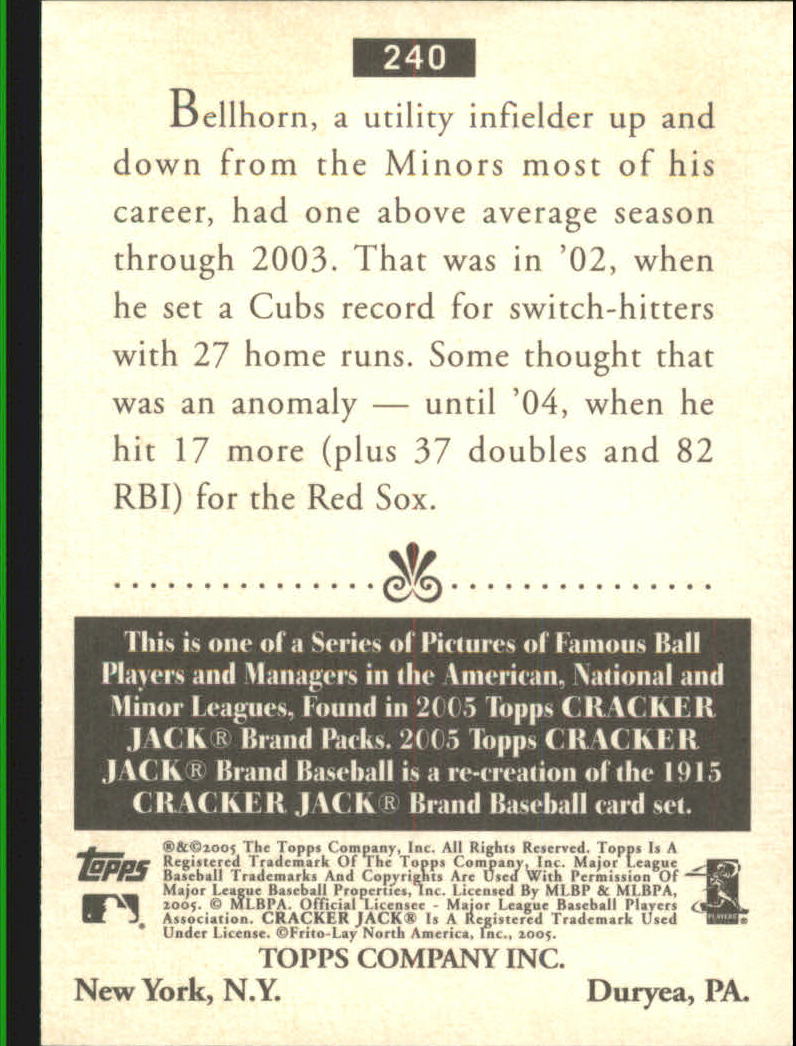 240
Bellhorn, a utility infielder up and
down from the Minors most of his
career, had one above average season
through 2003. That was in ’02, when
he set a Cubs record for switch-hitters
with 27 home runs. Some thought that
was an anomaly — until ’04, when he
hit 17 more (plus 37 doubles and 82
RBI) for the Red Sox.
This is one of a Series of Pictures of Famous Ball
Players and Managers in the American, National and
Minor Leagues, Found in 2005 Topps CRACKER
JACK® Brand Packs. 2005 Topps CRACKER
JACK® Brand Baseball is a re-creation of the 1915
CRACKER JACK® Brand Baseball card set.
Topps
®&©2005 The Topps Company, Inc. All Rights Reserved. Topps Is A
Registered Trademark Of The Topps Company, Inc. Major League
Baseball Trademarks And Copyrights Are Used With Permission Of
Major League Baseball Properties, Inc. Licensed By MLBP & MLBPA,
2005. © MLBPA. Official Licensee - Major League Baseball Players
Association. CRACKER JACK® Is A Registered Trademark Used
Under License. ©Frito-Lay North America, Inc., 2005.
PLAYERS
TOPPS COMPANY INC.
New York, N.Y. Duryea, PA.